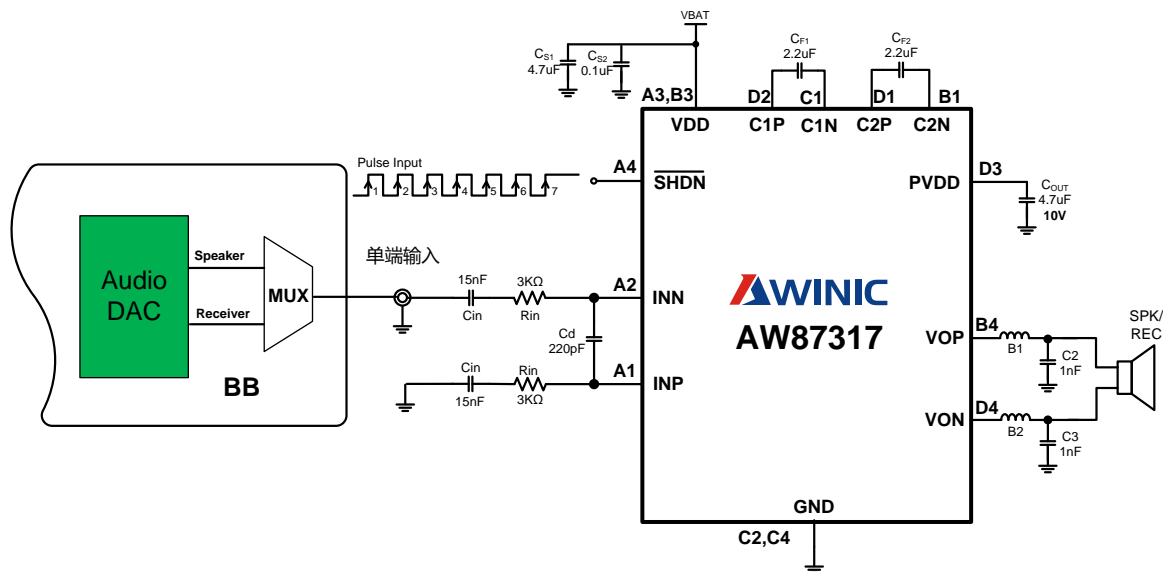 VBAT
CS1
4.7uF
CS2
0.1uF
CF1
2.2uF
CF2
2.2uF
A3,B3
D2
C1
D1
B1
VDD
C1P
C1N
C2P
C2N
Pulse Input
1 2 3 4 5 6 7
A4
SHDN
D3
PVDD
COUT
4.7uF
10V
Audio
DAC
Speaker
Receiver
MUX
BB
单端输入
15nF
Cin
3KΩ
Rin
A2
INN
Cd
220pF
Cin
15nF
Rin
3KΩ
A1
INP
AWINIC
AW87317
B4
VOP
B1
C2
1nF
SPK/
REC
D4
VON
B2
C3
1nF
GND
C2,C4